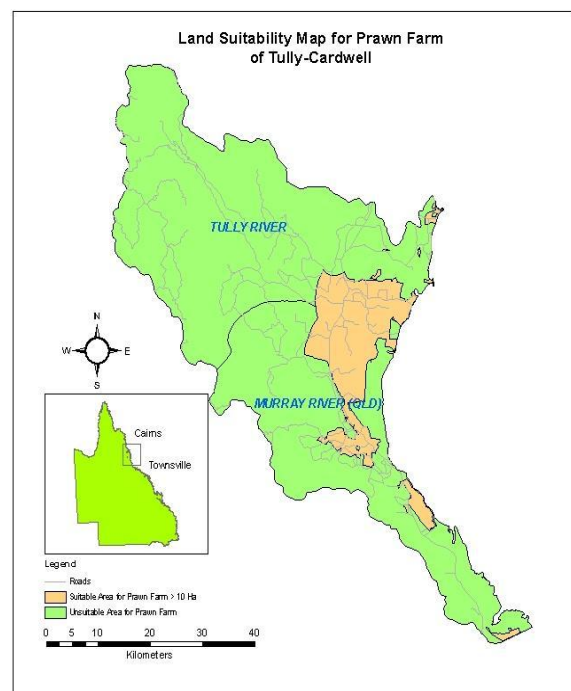 Land Suitability Map for Prawn Farm
of Tully-Cardwell
TULLY RIVER
N
W
E
S
MURRAY RIVER (QLD)
Cairns
Townsville
Legend
Roads
Suitable Area for Prawn Farm > 10 Ha
Unsuitable Area for Prawn Farm
0 5 10 20 30 40
Kilometers